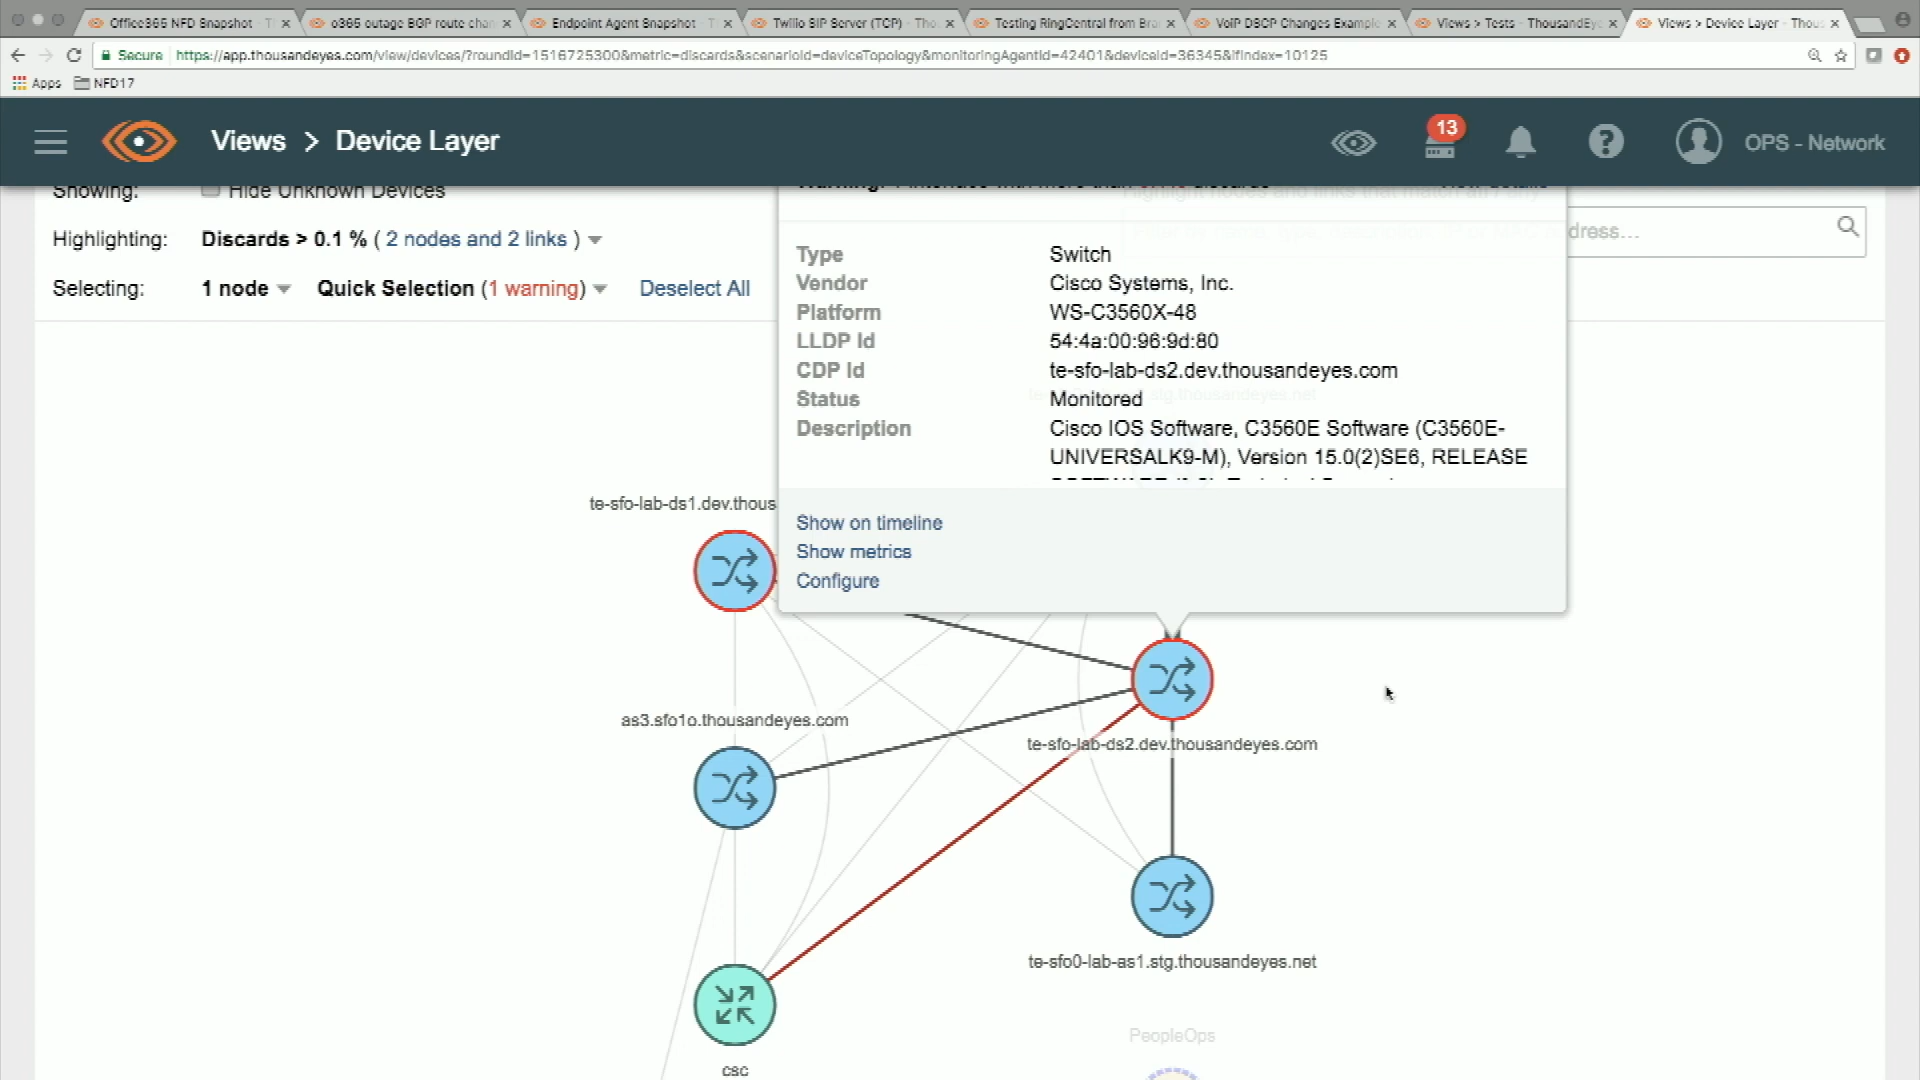 Office365 NFD Snapshot - T
o365 outage BGP route chan
Endpoint Agent Snapshot - T
Twilio SIP Server (TCP) - Tho
Testing RingCentral from Bra
VoIP DSCP Changes Example
Views > Tests - ThousandEye
Views > Device Layer - Thous
Secure
https://app.thousandeyes.com/view/devices/?roundId=1516725300&metric=discards&scenarioId=deviceTopology&monitoringAgentId=42401&deviceId=36345&ifIndex=10125
Apps
NFD17
Views > Device Layer
13
OPS - Network
Showing: Hide Unknown Devices
Highlighting: Discards > 0.1 % ( 2 nodes and 2 links )
dress...
Selecting: 1 node Quick Selection (1 warning) Deselect All
Type Switch
Vendor Cisco Systems, Inc.
Platform WS-C3560X-48
LLDP Id 54:4a:00:96:9d:80
CDP Id te-sfo-lab-ds2.dev.thousandeyes.com
Status Monitored
Description Cisco IOS Software, C3560E Software (C3560E-
UNIVERSALK9-M), Version 15.0(2)SE6, RELEASE
Show on timeline
Show metrics
Configure
te-sfo-lab-ds1.dev.thous
as3.sfo1o.thousandeyes.com
te-sfo-lab-ds2.dev.thousandeyes.com
te-sfo0-lab-as1.stg.thousandeyes.net
PeopleOps
csc